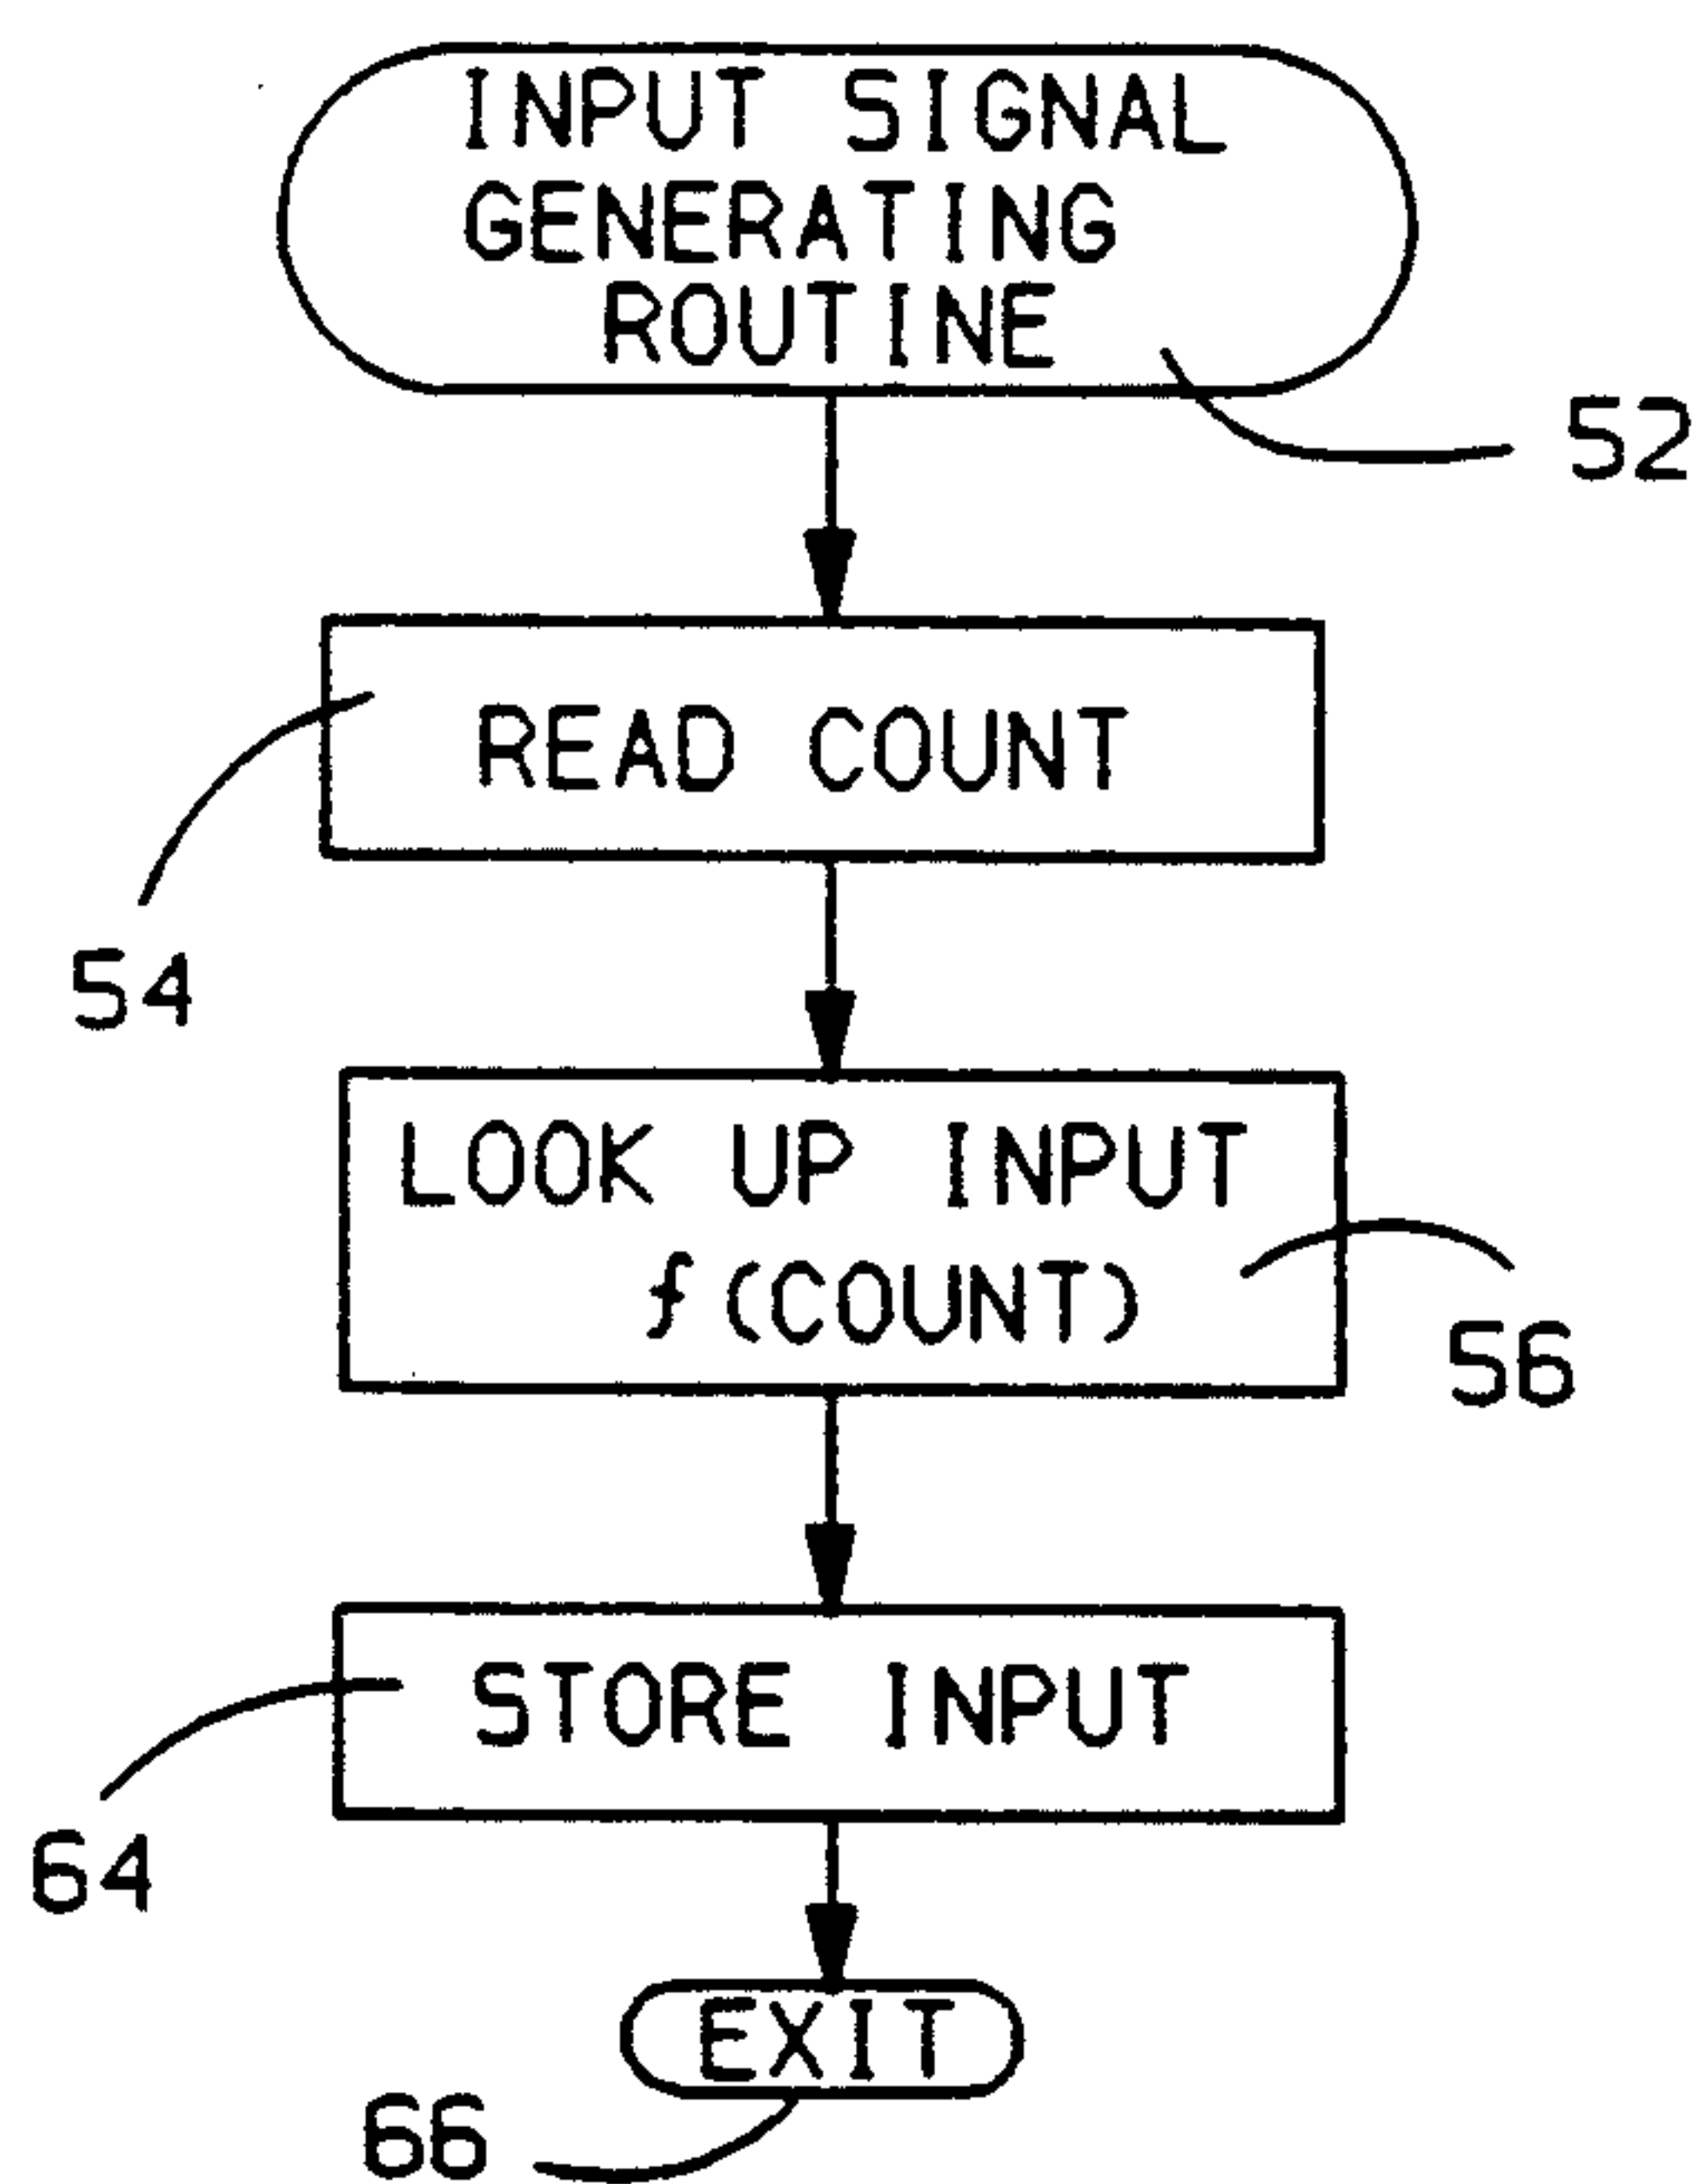 INPUT SIGNAL
GENERATING
ROUTINE
52
READ COUNT
54
LOOK UP INPUT
f (COUNT)
56
STORE INPUT
64
EXIT
66